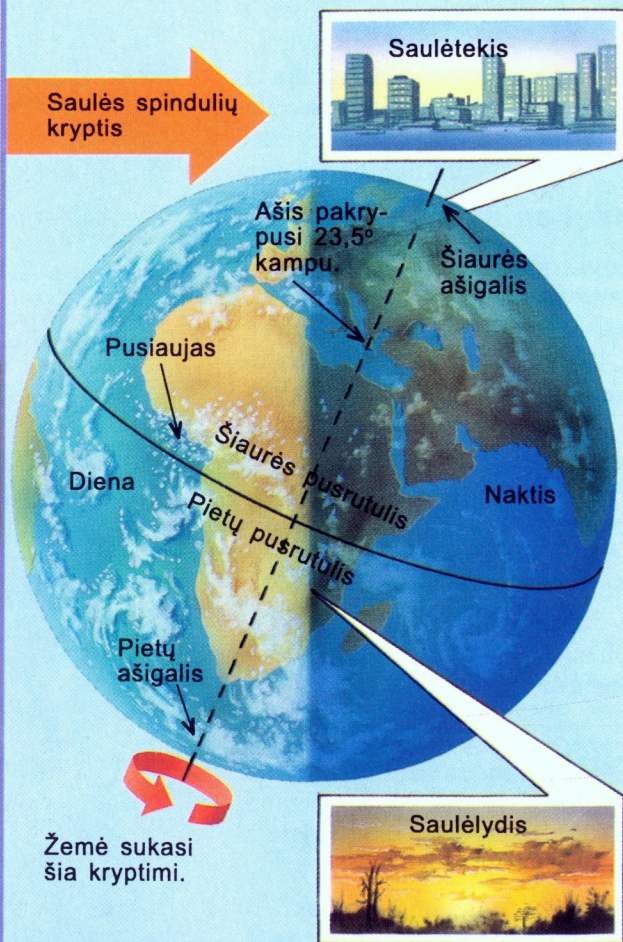 Saulėtekis
Saulės spindulių
kryptis
Ašis pakry-
pusi 23,5°
kampu.
Šiaurės
ašigalis
Pusiaujas
Šiaurės pusrutulis
Diena
Naktis
Pietų pusrutulis
Pietų
ašigalis
Saulėlydis
Žemė sukasi
šia kryptimi.